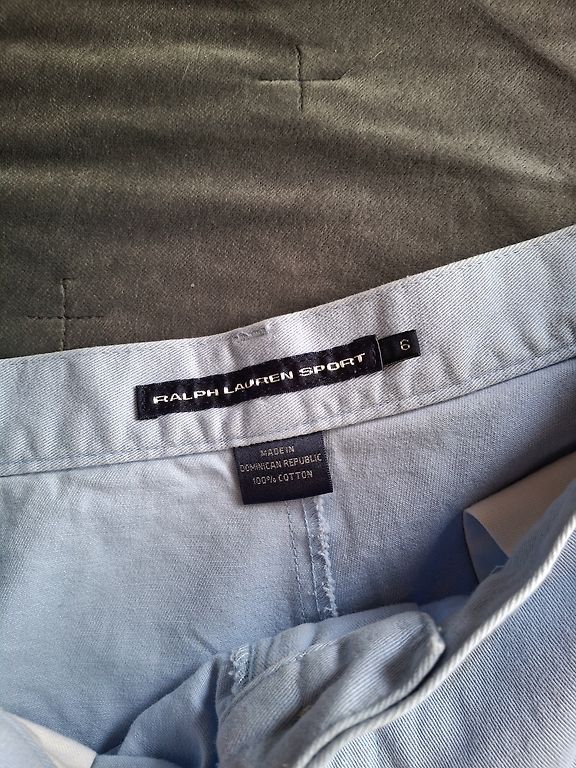 RALPH LAUREN SPORT 6
MADE IN
DOMINICAN REPUBLIC
100% COTTON